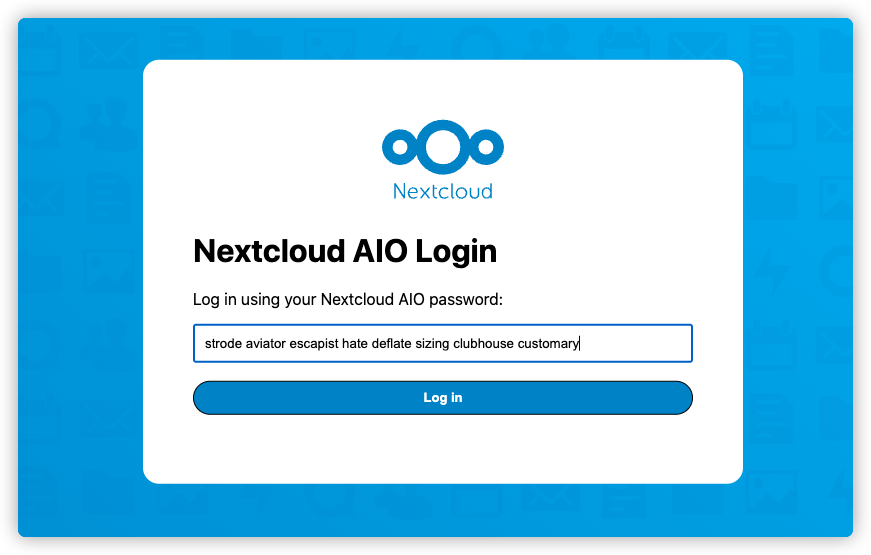 Nextcloud
Nextcloud AIO Login
Log in using your Nextcloud AIO password:
strode aviator escapist hate deflate sizing clubhouse customary
Log in